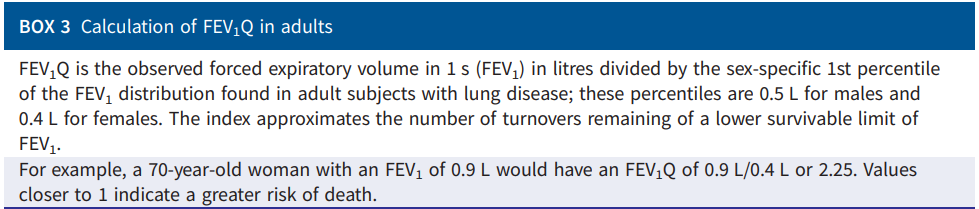 BOX 3 Calculation of FEV₁Q in adults
FEV₁Q is the observed forced expiratory volume in 1 s (FEV₁) in litres divided by the sex-specific 1st percentile
of the FEV₁ distribution found in adult subjects with lung disease; these percentiles are 0.5 L for males and
0.4 L for females. The index approximates the number of turnovers remaining of a lower survivable limit of
FEV₁.
For example, a 70-year-old woman with an FEV₁ of 0.9 L would have an FEV₁Q of 0.9 L/0.4 L or 2.25. Values
closer to 1 indicate a greater risk of death.